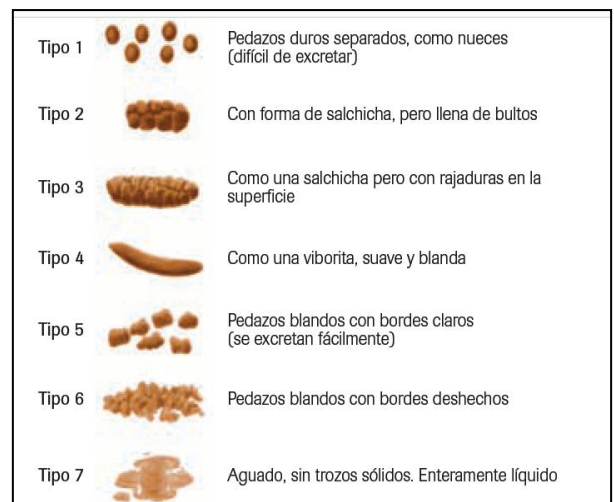 Tipo 1
Pedazos duros separados, como nueces
(difícil de excretar)
Tipo 2
Con forma de salchicha, pero llena de bultos
Tipo 3
Como una salchicha pero con rajaduras en la
superficie
Tipo 4
Como una viborita, suave y blanda
Tipo 5
Pedazos blandos con bordes claros
(se excretan fácilmente)
Tipo 6
Pedazos blandos con bordes deshechos
Tipo 7
Aguado, sin trozos sólidos. Enteramente líquido